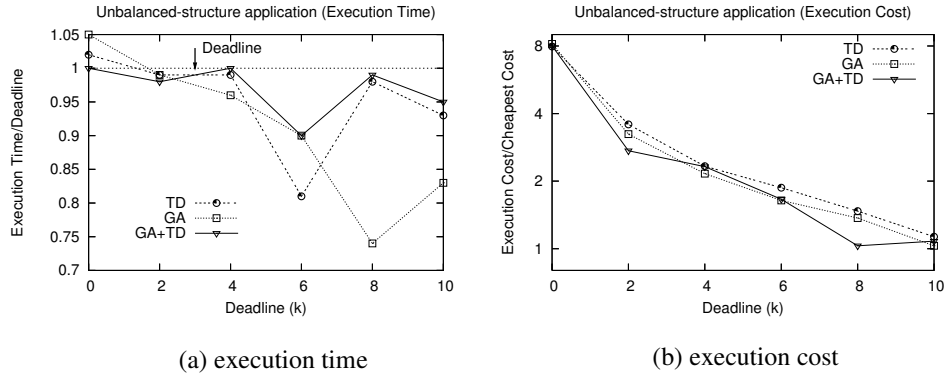 Unbalanced-structure application (Execution Time)
1.05
1
0.95
0.9
0.85
0.8
0.75
0.7
Execution Time/Deadline
Deadline
TD
GA
GA+TD
0 2 4 6 8 10
Deadline (k)
(a) execution time
Unbalanced-structure application (Execution Cost)
8
4
2
1
Execution Cost/Cheapest Cost
TD
GA
GA+TD
0 2 4 6 8 10
Deadline (k)
(b) execution cost